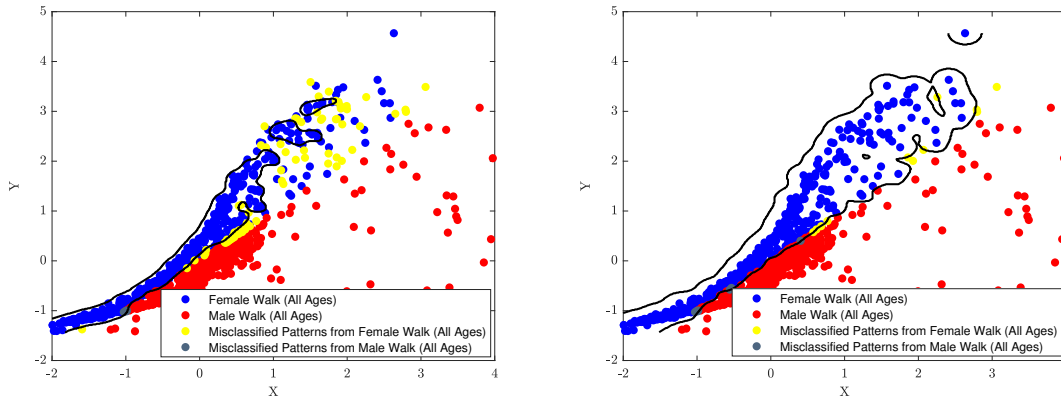 5
4
3
2
1
0
-1
-2
Y
-2
-1
0
1
2
3
4
X
Female Walk (All Ages)
Male Walk (All Ages)
Misclassified Patterns from Female Walk (All Ages)
Misclassified Patterns from Male Walk (All Ages)
5
4
3
2
1
0
-1
-2
Y
-2
-1
0
1
2
3
4
X
Female Walk (All Ages)
Male Walk (All Ages)
Misclassified Patterns from Female Walk (All Ages)
Misclassified Patterns from Male Walk (All Ages)